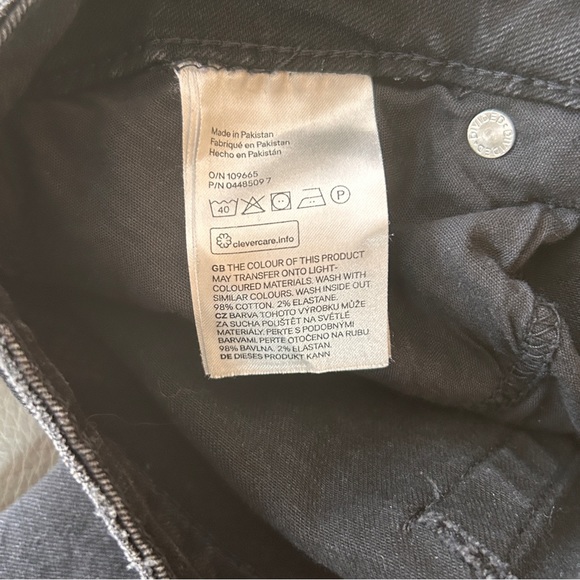 Made in Pakistan
Fabriqué en Pakistan
Hecho en Pakistán
O/N 109665
P/N 0448509 7
40
P
clevercare.info
GB THE COLOUR OF THIS PRODUCT
MAY TRANSFER ONTO LIGHT-
COLOURED MATERIALS. WASH WITH
SIMILAR COLOURS. WASH INSIDE OUT
98% COTTON. 2% ELASTANE.
CZ BARVA TOHOTO VÝROBKU MŮŽE
ZA SUCHA POUŠTĚT NA SVĚTLÉ
MATERIÁLY. PERTE S PODOBNÝMI
BARVAMI. PERTE OTOČENÉ NA RUBU
98% BAVLNA. 2% ELASTAN.
DE DIESES PRODUKT KANN
DIVIDED